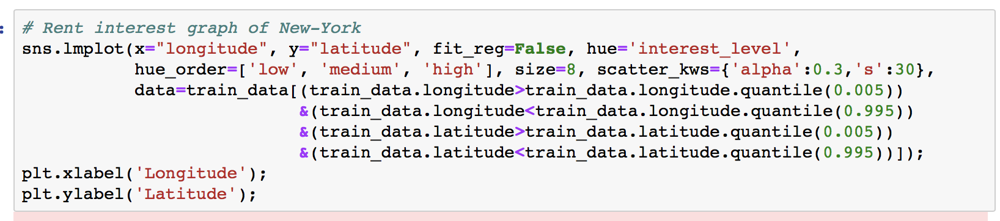 # Rent interest graph of New-York
sns.lmplot(x="longitude", y="latitude", fit_reg=False, hue='interest_level',
           hue_order=['low', 'medium', 'high'], size=8, scatter_kws={'alpha':0.3,'s':30},
           data=train_data[(train_data.longitude>train_data.longitude.quantile(0.005))
                           &(train_data.longitude<train_data.longitude.quantile(0.995))
                           &(train_data.latitude>train_data.latitude.quantile(0.005))
                           &(train_data.latitude<train_data.latitude.quantile(0.995))]);
plt.xlabel('Longitude');
plt.ylabel('Latitude');